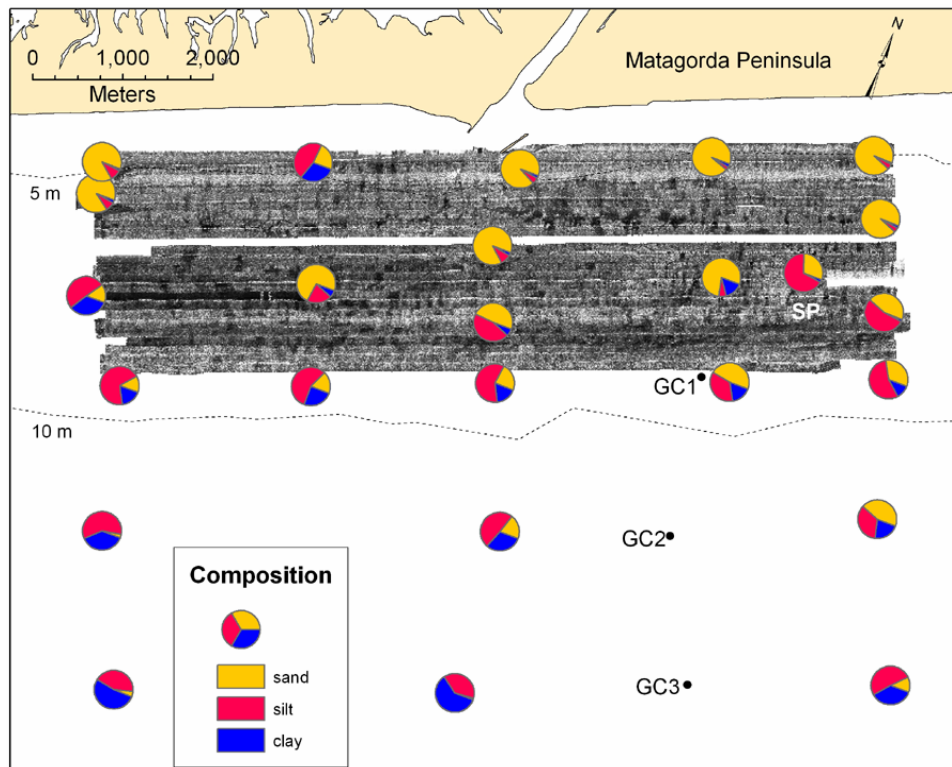 N
0 1,000 2,000
Meters
Matagorda Peninsula
5 m
SP
GC1
10 m
GC2
Composition
sand
silt
clay
GC3